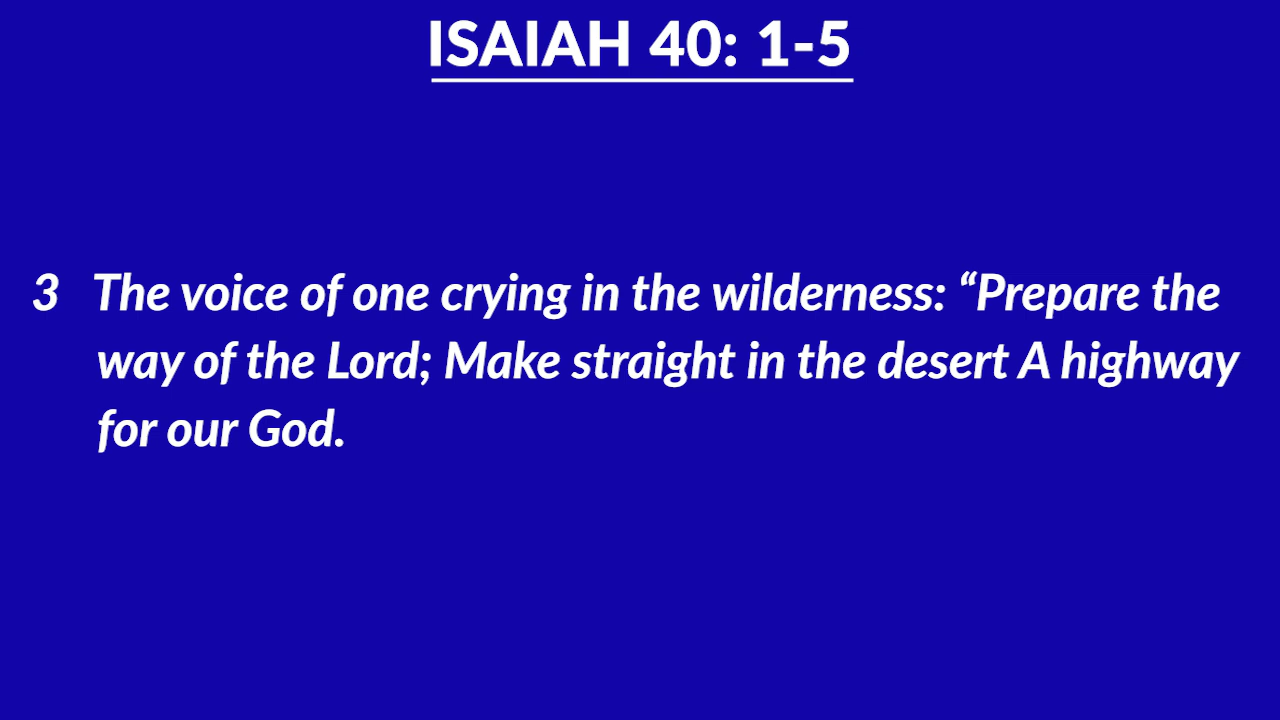 ISAIAH 40: 1-5
3 The voice of one crying in the wilderness: “Prepare the
way of the Lord; Make straight in the desert A highway
for our God.